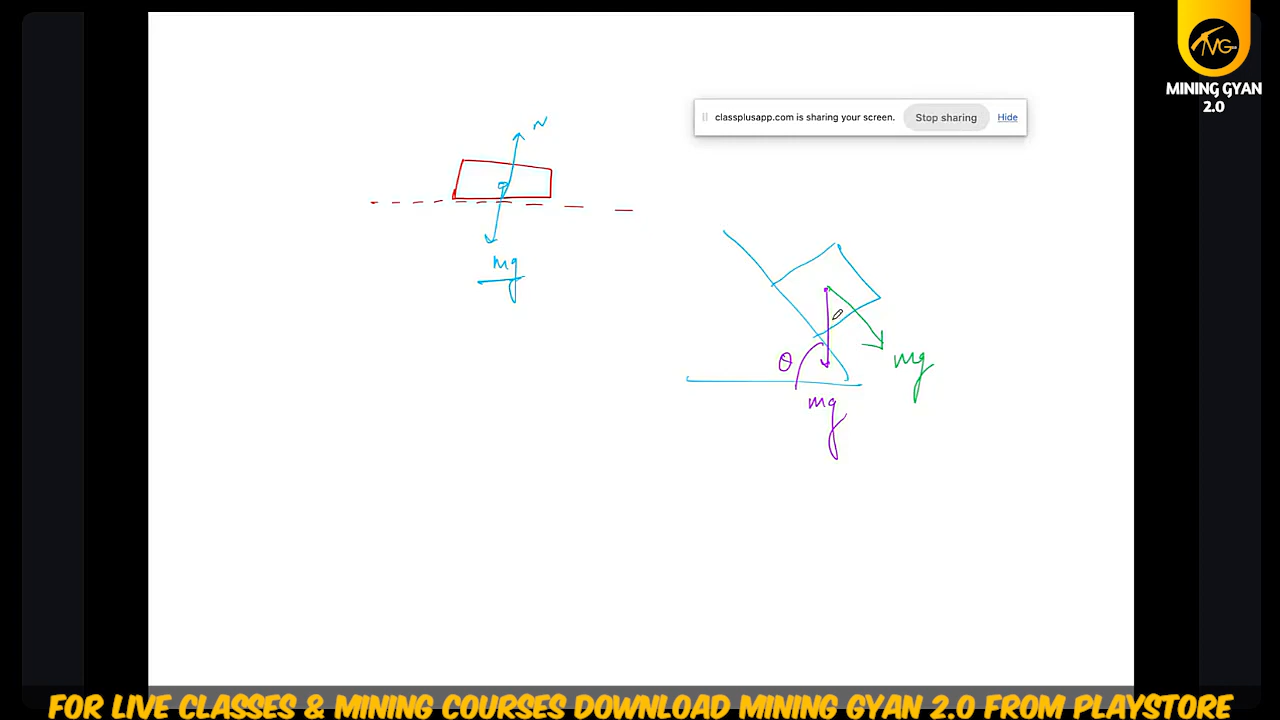 MG
MINING GYAN
2.0
classplusapp.com is sharing your screen. Stop sharing Hide
N
mg
θ
mg
mg
FOR LIVE CLASSES & MINING COURSES DOWNLOAD MINING GYAN 2.0 FROM PLAYSTORE